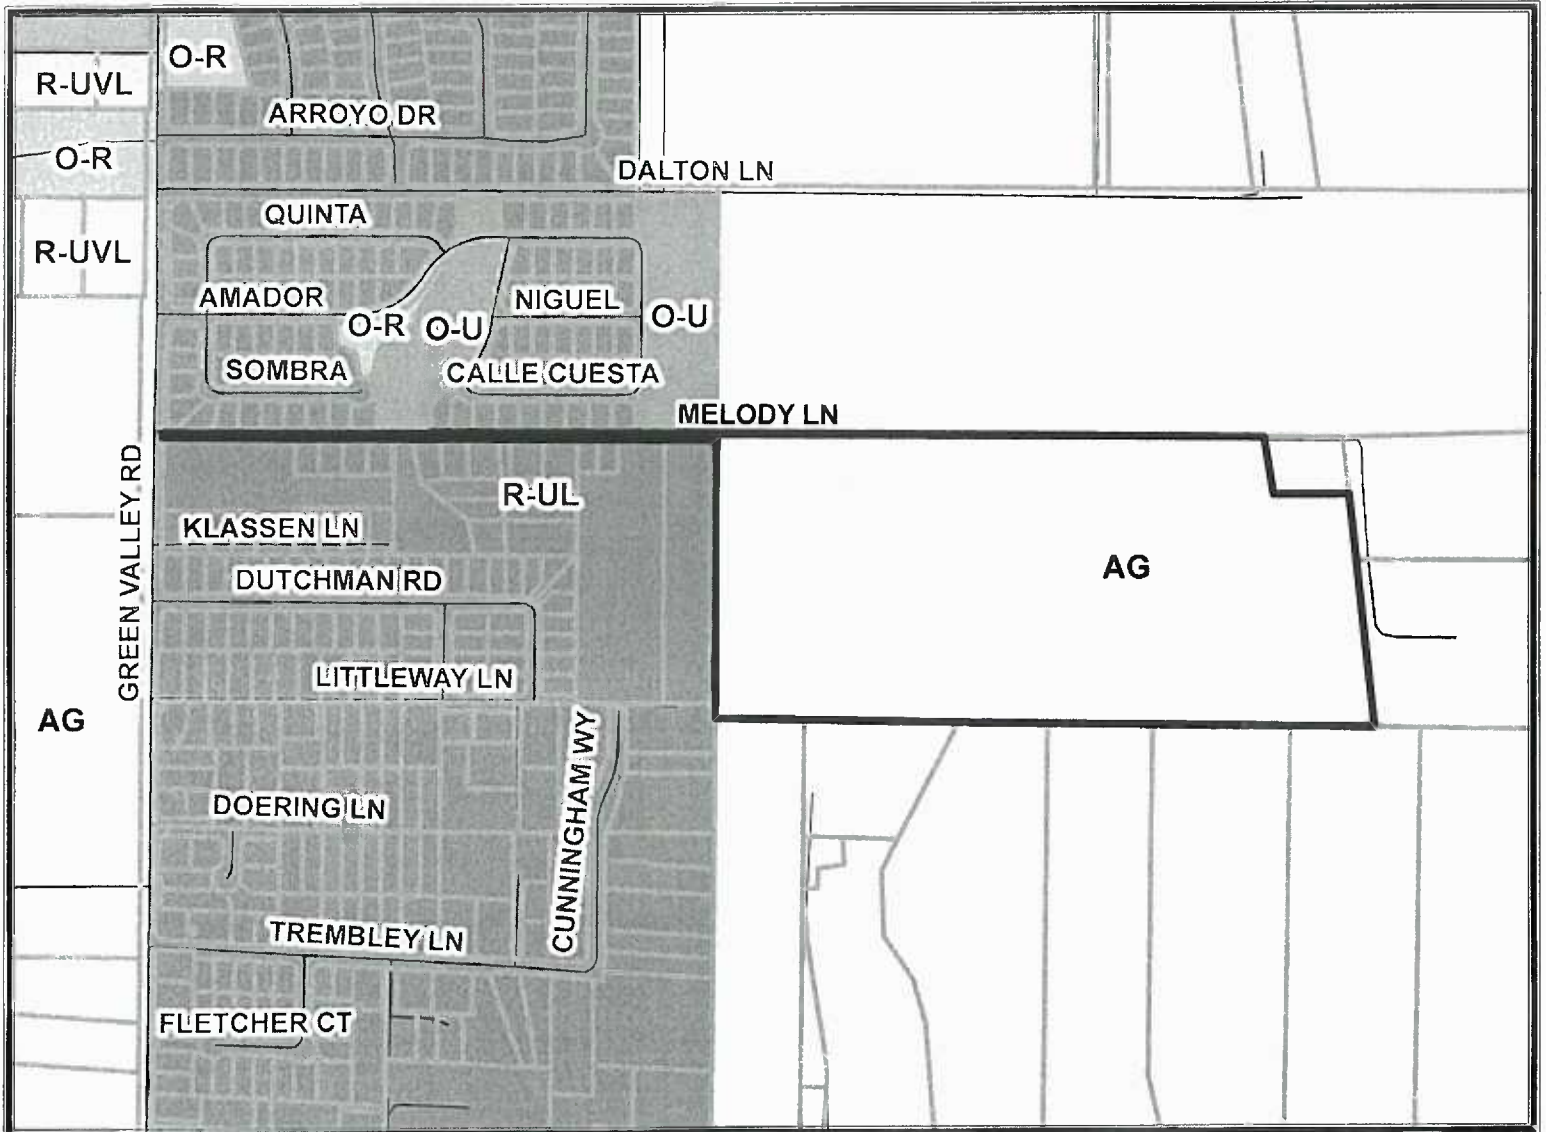 O-R
R-UVL
ARROYO DR
O-R
DALTON LN
QUINTA
R-UVL
AMADOR
NIGUEL
O-R
O-U
O-U
SOMBRA
CALLE CUESTA
MELODY LN
GREEN VALLEY RD
R-UL
KLASSEN LN
AG
DUTCHMAN RD
LITTLEWAY LN
AG
CUNNINGHAM WY
DOERING LN
TREMBLEY LN
FLETCHER CT